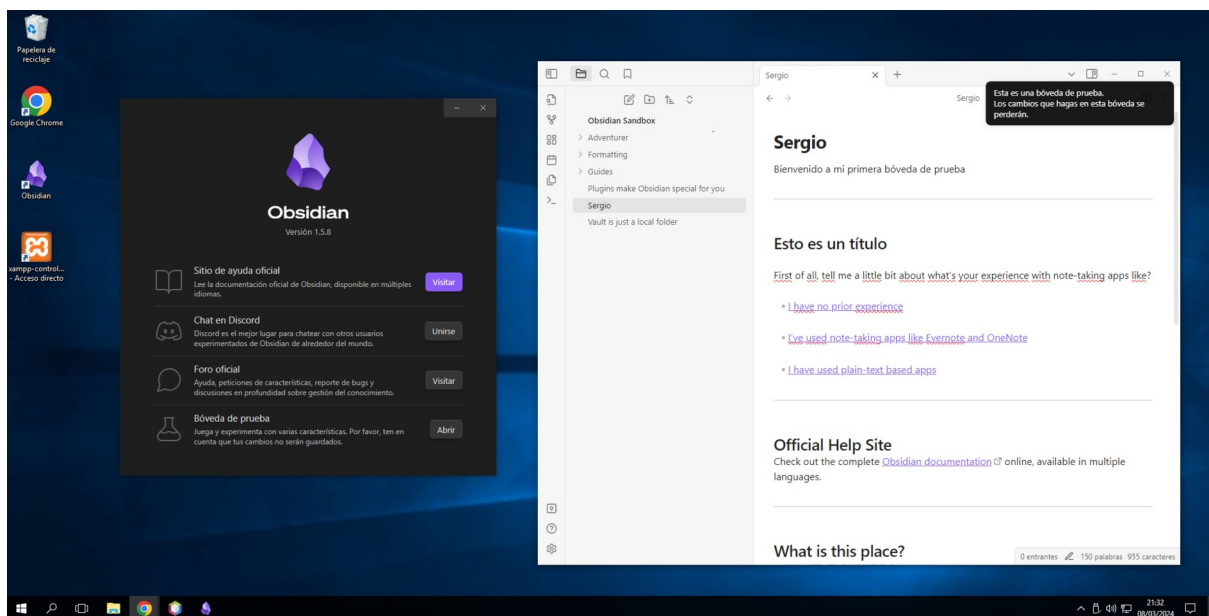 Papelera de
reciclaje
Google Chrome
Obsidian
xampp-control...
- Acceso directo
Obsidian
Versión 1.5.8
Sitio de ayuda oficial
Lee la documentación oficial de Obsidian, disponible en múltiples
idiomas.
Visitar
Chat en Discord
Discord es el mejor lugar para chatear con otros usuarios
experimentados de Obsidian de alrededor del mundo.
Unirse
Foro oficial
Ayuda, peticiones de características, reporte de bugs y
discusiones en profundidad sobre gestión del conocimiento.
Visitar
Bóveda de prueba
Juega y experimenta con varias características. Por favor, ten en
cuenta que tus cambios no serán guardados.
Abrir
Obsidian Sandbox
Adventurer
Formatting
Guides
Plugins make Obsidian special for you
Sergio
Vault is just a local folder
Sergio
Sergio
Esta es una bóveda de prueba.
Los cambios que hagas en esta bóveda se
perderán.
Sergio
Bienvenido a mi primera bóveda de prueba
Esto es un título
First of all, tell me a little bit about what's your experience with note-taking apps like?
I have no prior experience
I've used note-taking apps like Evernote and OneNote
I have used plain-text based apps
Official Help Site
Check out the complete Obsidian documentation online, available in multiple
languages.
What is this place?
0 entrantes 150 palabras 955 caracteres
21:32
08/03/2024